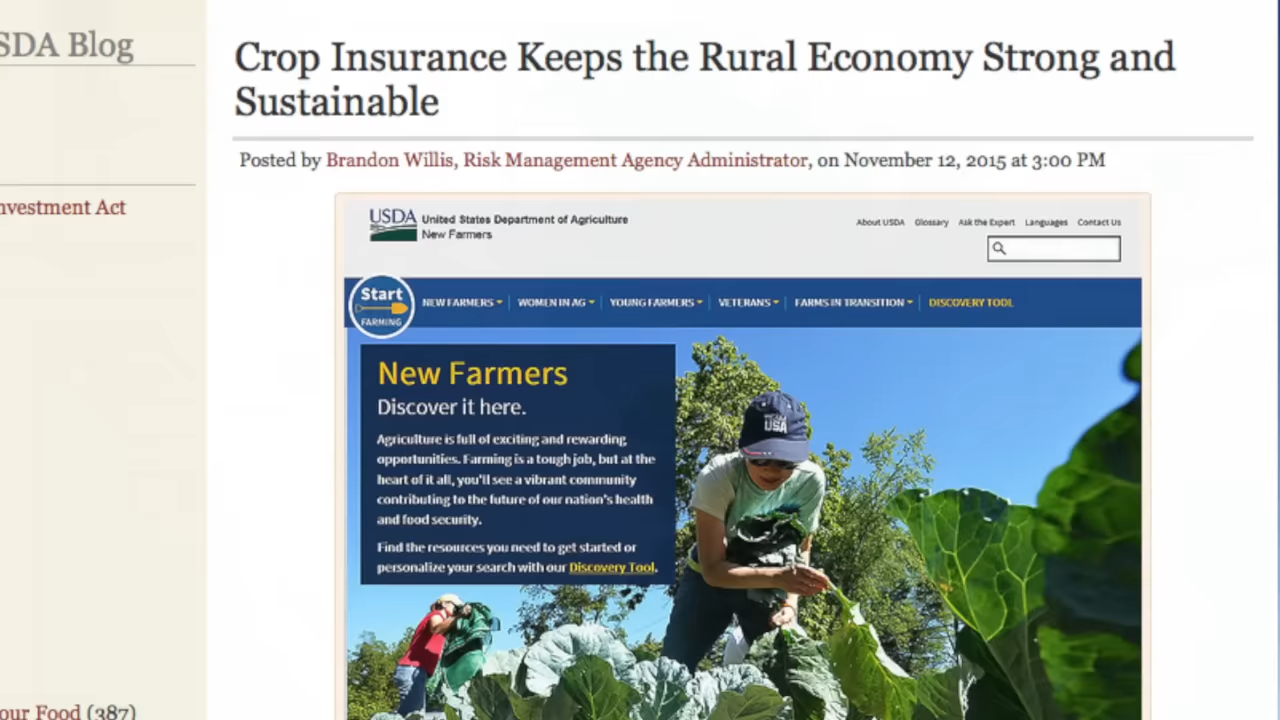 SDA Blog
nvestment Act
our Food (387)
Crop Insurance Keeps the Rural Economy Strong and
Sustainable
Posted by Brandon Willis, Risk Management Agency Administrator, on November 12, 2015 at 3:00 PM
USDA United States Department of Agriculture
New Farmers
About USDA Glossary Ask the Expert Languages Contact Us
Start
FARMING
NEW FARMERS WOMEN IN AG YOUNG FARMERS VETERANS FARMS IN TRANSITION DISCOVERY TOOL
New Farmers
Discover it here.
Agriculture is full of exciting and rewarding
opportunities. Farming is a tough job, but at the
heart of it all, you'll see a vibrant community
contributing to the future of our nation's health
and food security.
Find the resources you need to get started or
personalize your search with our Discovery Tool.
USA